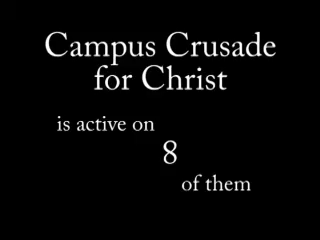 Campus Crusade
for Christ
is active on
8
of them